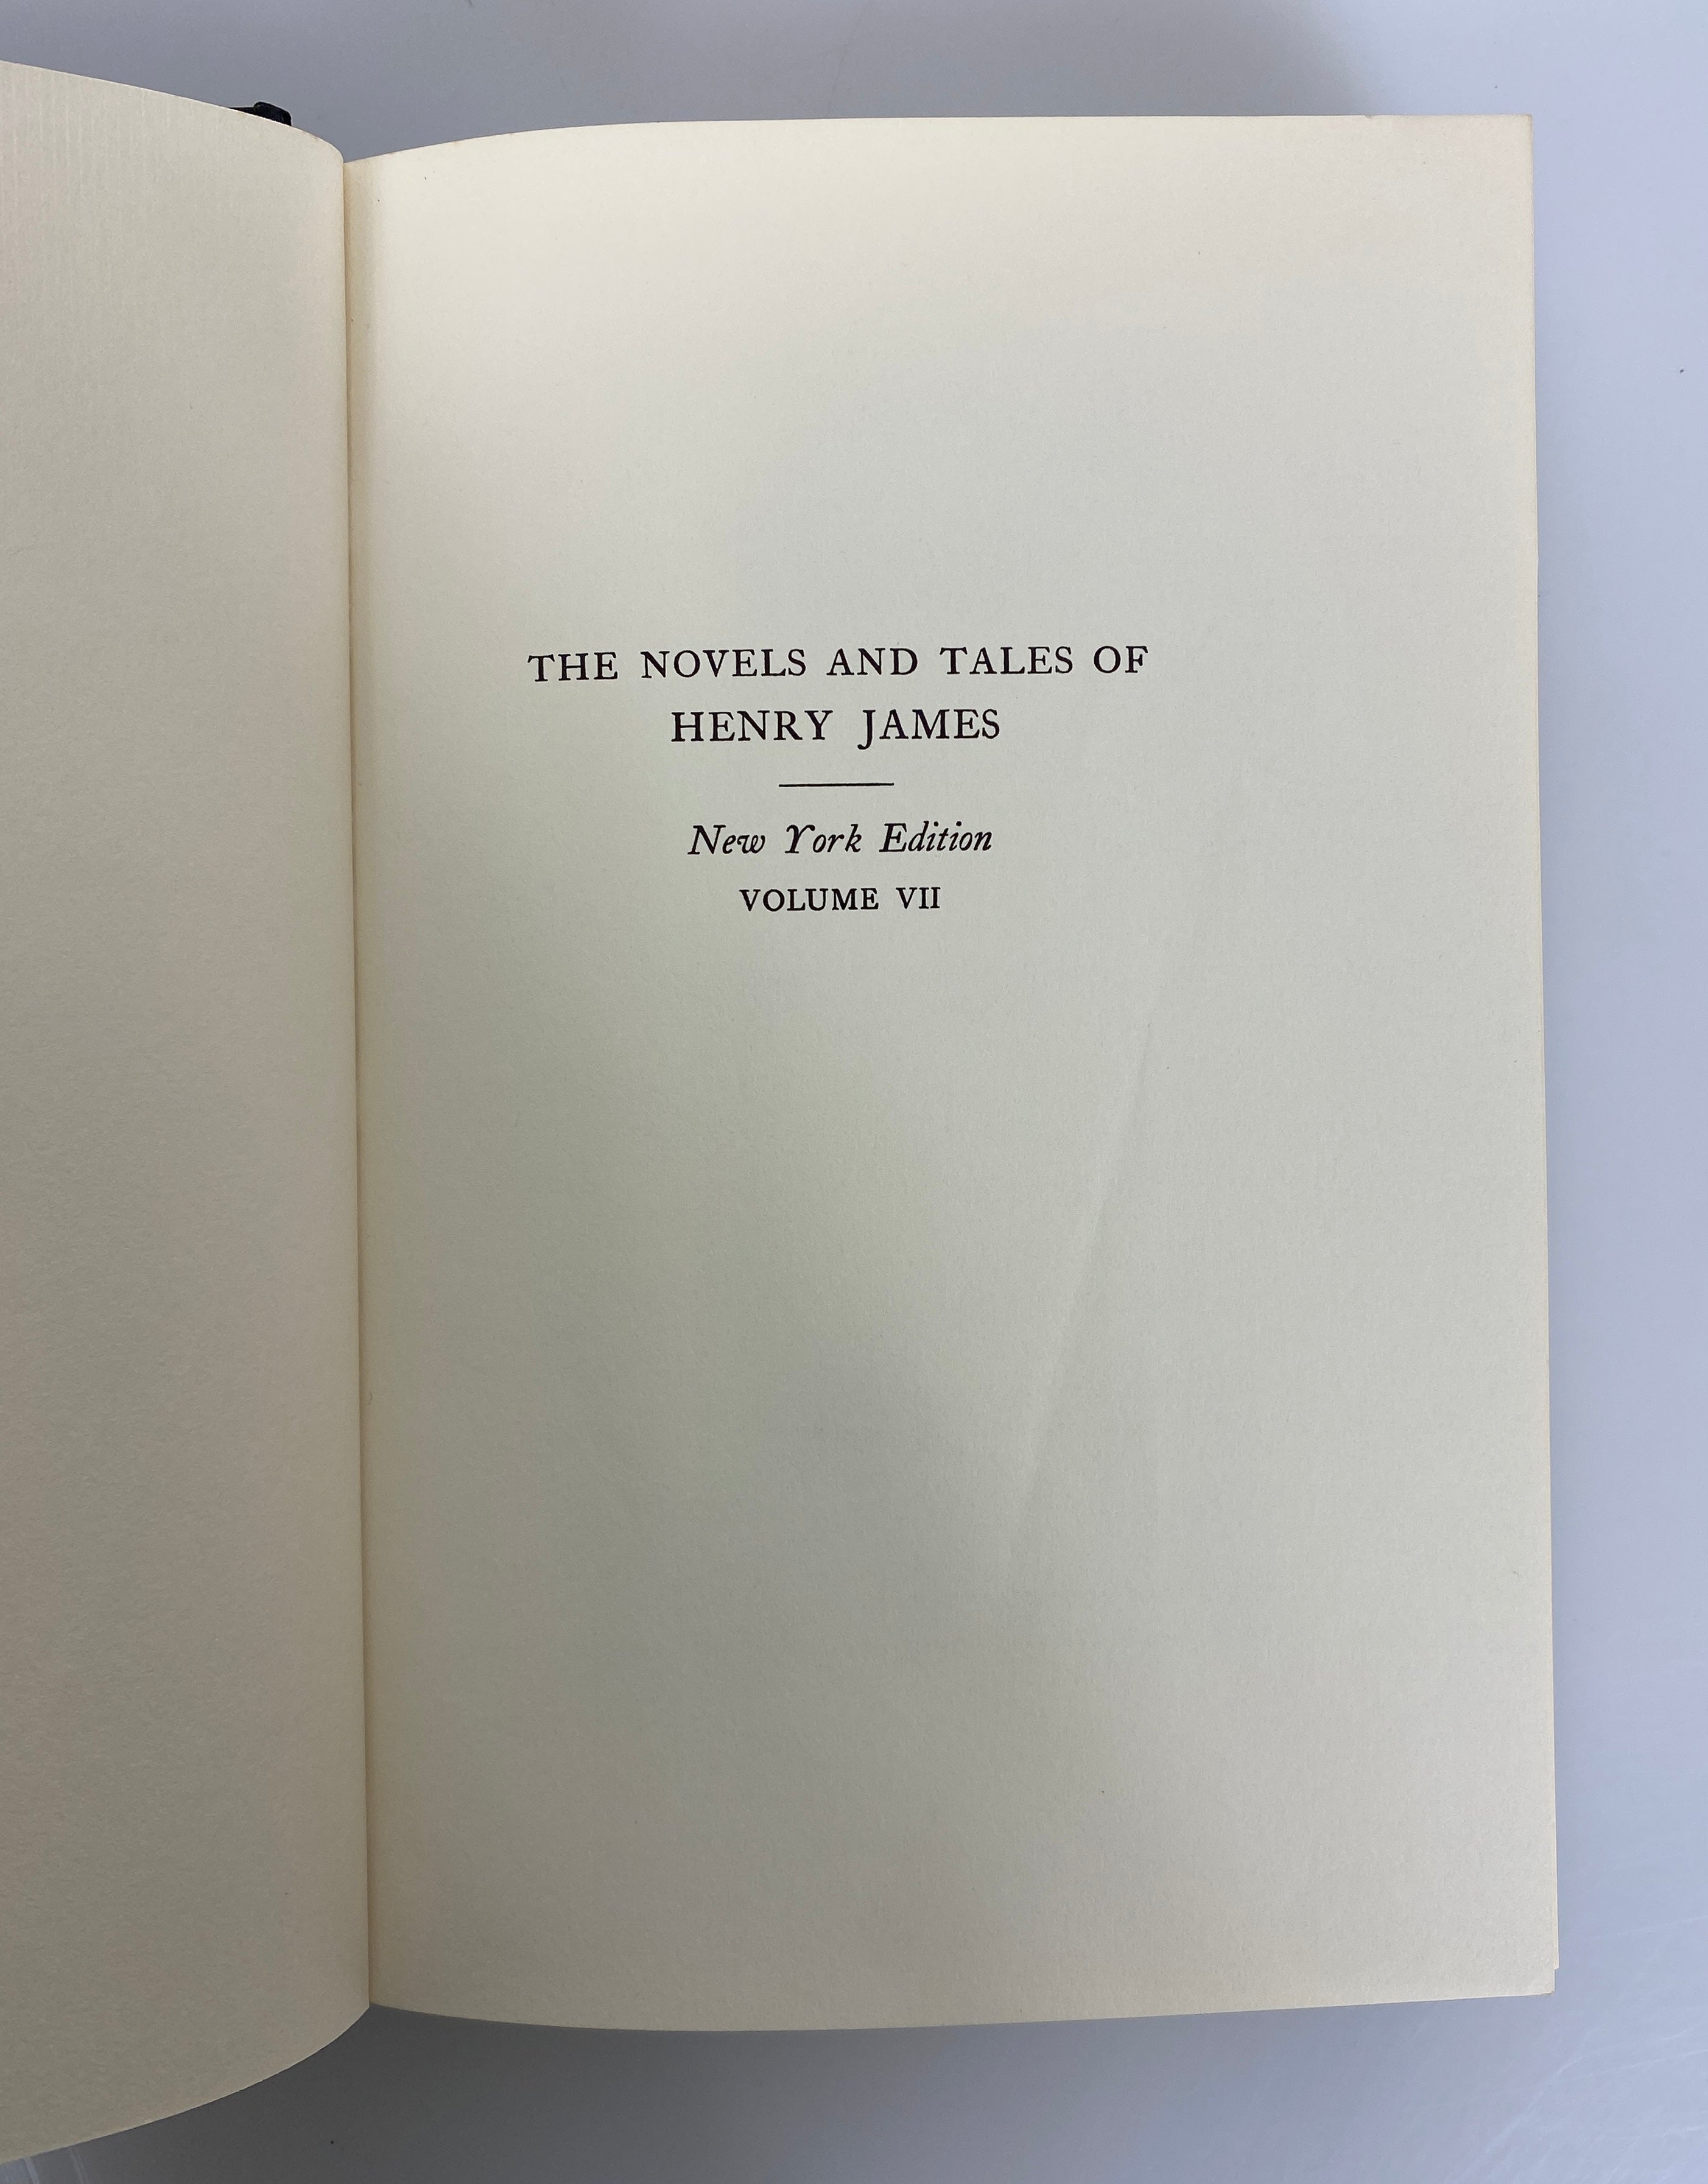 THE NOVELS AND TALES OF
HENRY JAMES
New York Edition
VOLUME VII